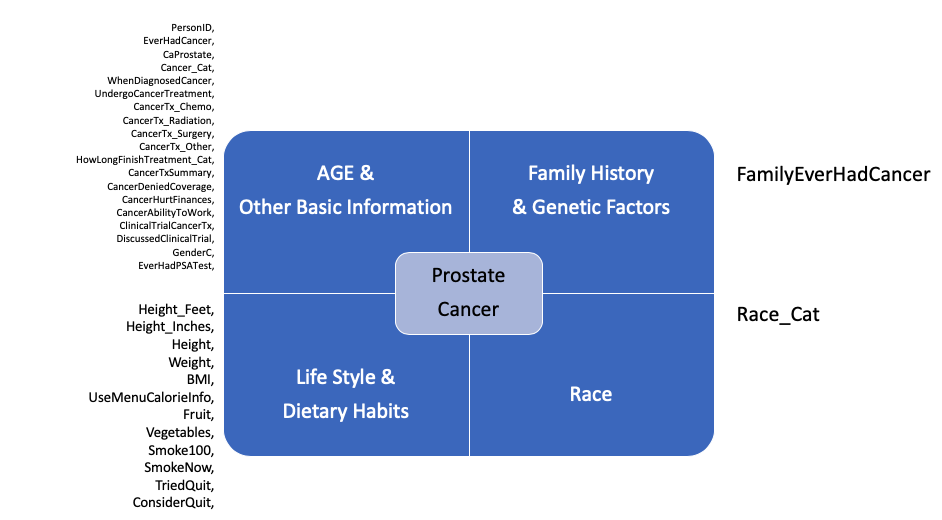 PersonID,
EverHadCancer,
CaProstate,
Cancer_Cat,
WhenDiagnosedCancer,
UndergoCancerTreatment,
CancerTx_Chemo,
CancerTx_Radiation,
CancerTx_Surgery,
CancerTx_Other,
HowLongFinishTreatment_Cat,
CancerTxSummary,
CancerDeniedCoverage,
CancerHurtFinances,
CancerAbilityToWork,
ClinicalTrialCancerTx,
DiscussedClinicalTrial,
GenderC,
EverHadPSATest,
AGE &
Other Basic Information
Family History
& Genetic Factors
FamilyEverHadCancer
Prostate
Cancer
Height_Feet,
Height_Inches,
Height,
Weight,
BMI,
UseMenuCalorieInfo,
Fruit,
Vegetables,
Smoke100,
SmokeNow,
TriedQuit,
ConsiderQuit,
Life Style &
Dietary Habits
Race
Race_Cat